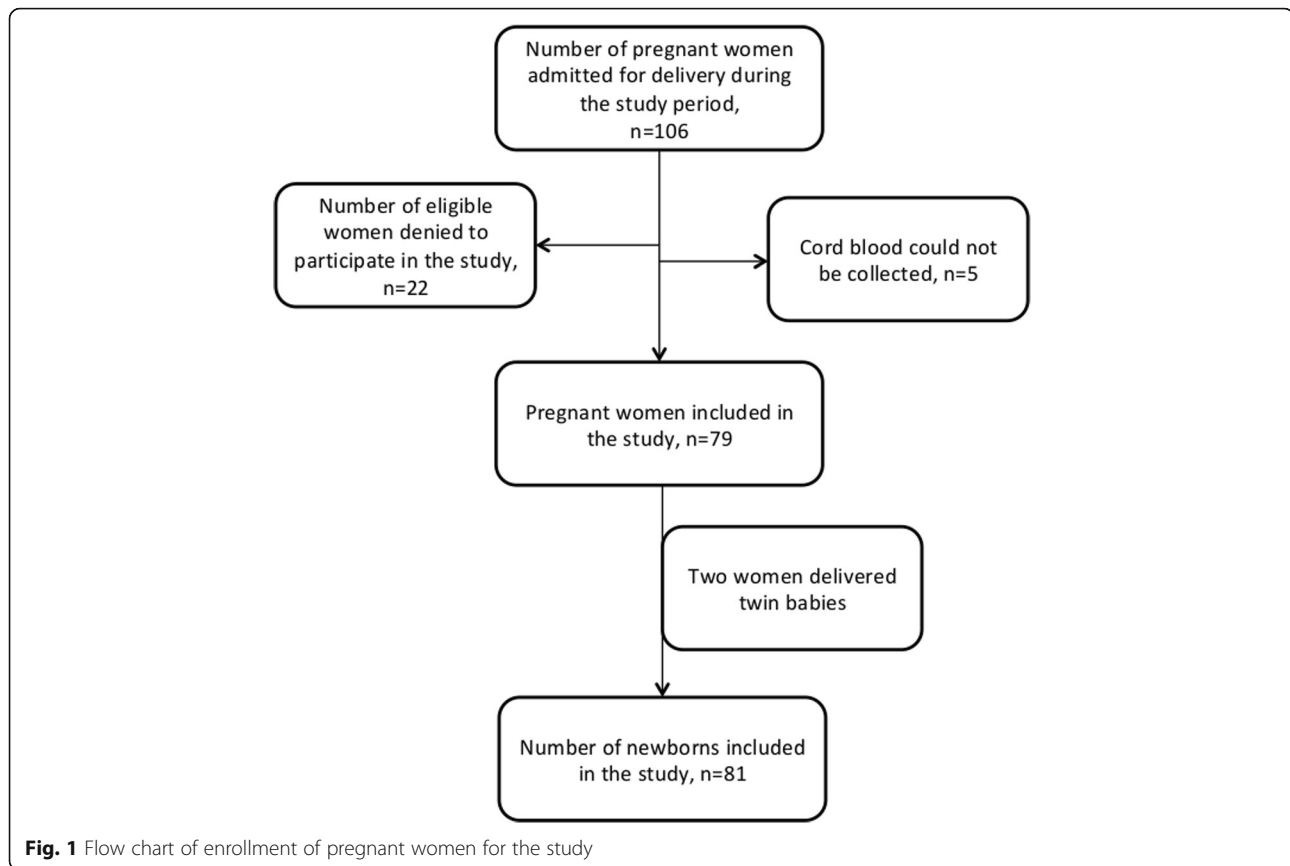 Number of pregnant women
admitted for delivery during
the study period,
n=106
Number of eligible
women denied to
participate in the study,
n=22
Cord blood could not
be collected, n=5
Pregnant women included in
the study, n=79
Two women delivered
twin babies
Number of newborns included
in the study, n=81
Fig. 1 Flow chart of enrollment of pregnant women for the study